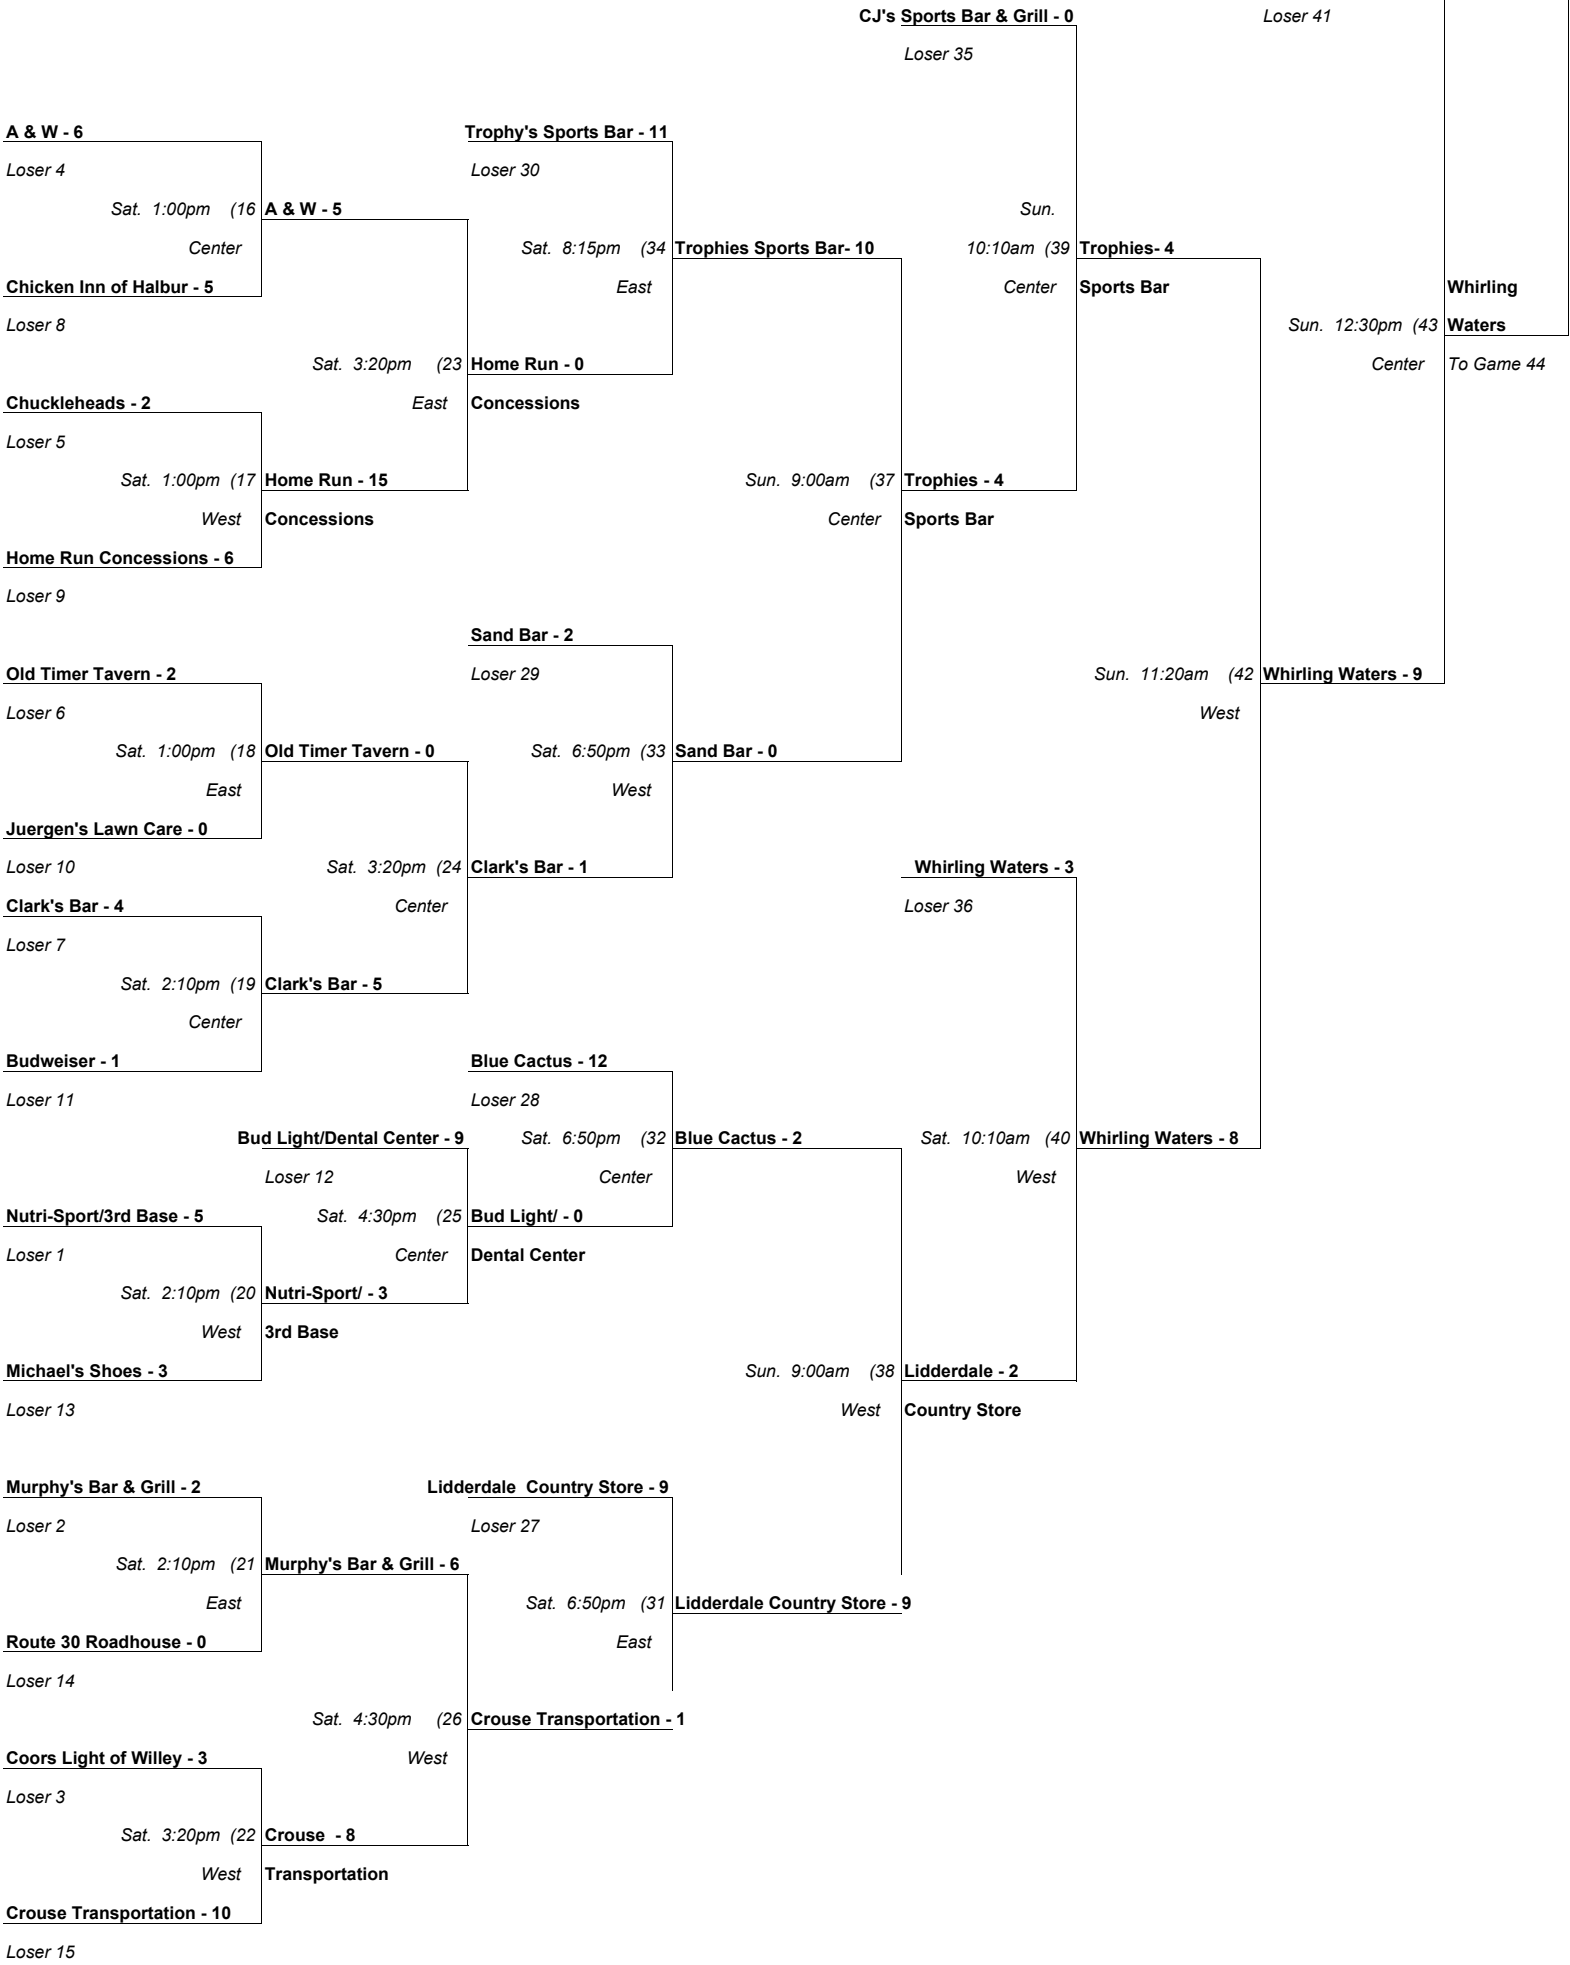 CJ's Sports Bar & Grill - 0 Loser 41
Loser 35
A & W - 6 Trophy's Sports Bar - 11
Loser 4 Loser 30
Sat. 1:00pm (16 A & W - 5 Sun.
Center Sat. 8:15pm (34 Trophies Sports Bar- 10 10:10am (39 Trophies- 4
Chicken Inn of Halbur - 5 East Center Sports Bar Whirling
Loser 8 Sun. 12:30pm (43 Waters
Sat. 3:20pm (23 Home Run - 0 Center To Game 44
Chuckleheads - 2 East Concessions
Loser 5
Sat. 1:00pm (17 Home Run - 15 Sun. 9:00am (37 Trophies - 4
West Concessions Center Sports Bar
Home Run Concessions - 6
Loser 9
Sand Bar - 2
Old Timer Tavern - 2 Loser 29 Sun. 11:20am (42 Whirling Waters - 9
Loser 6 West
Sat. 1:00pm (18 Old Timer Tavern - 0 Sat. 6:50pm (33 Sand Bar - 0
East West
Juergen's Lawn Care - 0
Loser 10 Sat. 3:20pm (24 Clark's Bar - 1 Whirling Waters - 3
Clark's Bar - 4 Center Loser 36
Loser 7
Sat. 2:10pm (19 Clark's Bar - 5
Center
Budweiser - 1 Blue Cactus - 12
Loser 11 Loser 28
Bud Light/Dental Center - 9 Sat. 6:50pm (32 Blue Cactus - 2 Sat. 10:10am (40 Whirling Waters - 8
Loser 12 Center West
Nutri-Sport/3rd Base - 5 Sat. 4:30pm (25 Bud Light/ - 0
Loser 1 Center Dental Center
Sat. 2:10pm (20 Nutri-Sport/ - 3
West 3rd Base
Michael's Shoes - 3 Sun. 9:00am (38 Lidderdale - 2
Loser 13 West Country Store
Murphy's Bar & Grill - 2 Lidderdale Country Store - 9
Loser 2 Loser 27
Sat. 2:10pm (21 Murphy's Bar & Grill - 6
East Sat. 6:50pm (31 Lidderdale Country Store - 9
Route 30 Roadhouse - 0 East
Loser 14
Sat. 4:30pm (26 Crouse Transportation - 1
Coors Light of Willey - 3 West
Loser 3
Sat. 3:20pm (22 Crouse - 8
West Transportation
Crouse Transportation - 10
Loser 15